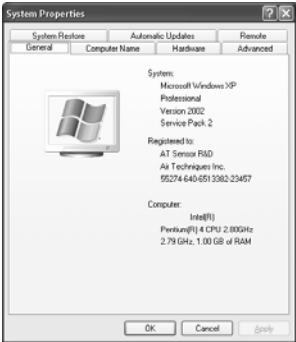 System Properties
System Restore Automatic Updates Remote
General Computer Name Hardware Advanced
System:
Microsoft Windows XP
Professional
Version 2002
Service Pack 2
Registered to:
AT Sensor R&D
Air Techniques Inc.
55274-640-6513382-23457
Computer:
Intel(R)
Pentium(R) 4 CPU 2.80GHz
2.79 GHz, 1.00 GB of RAM
OK Cancel Apply